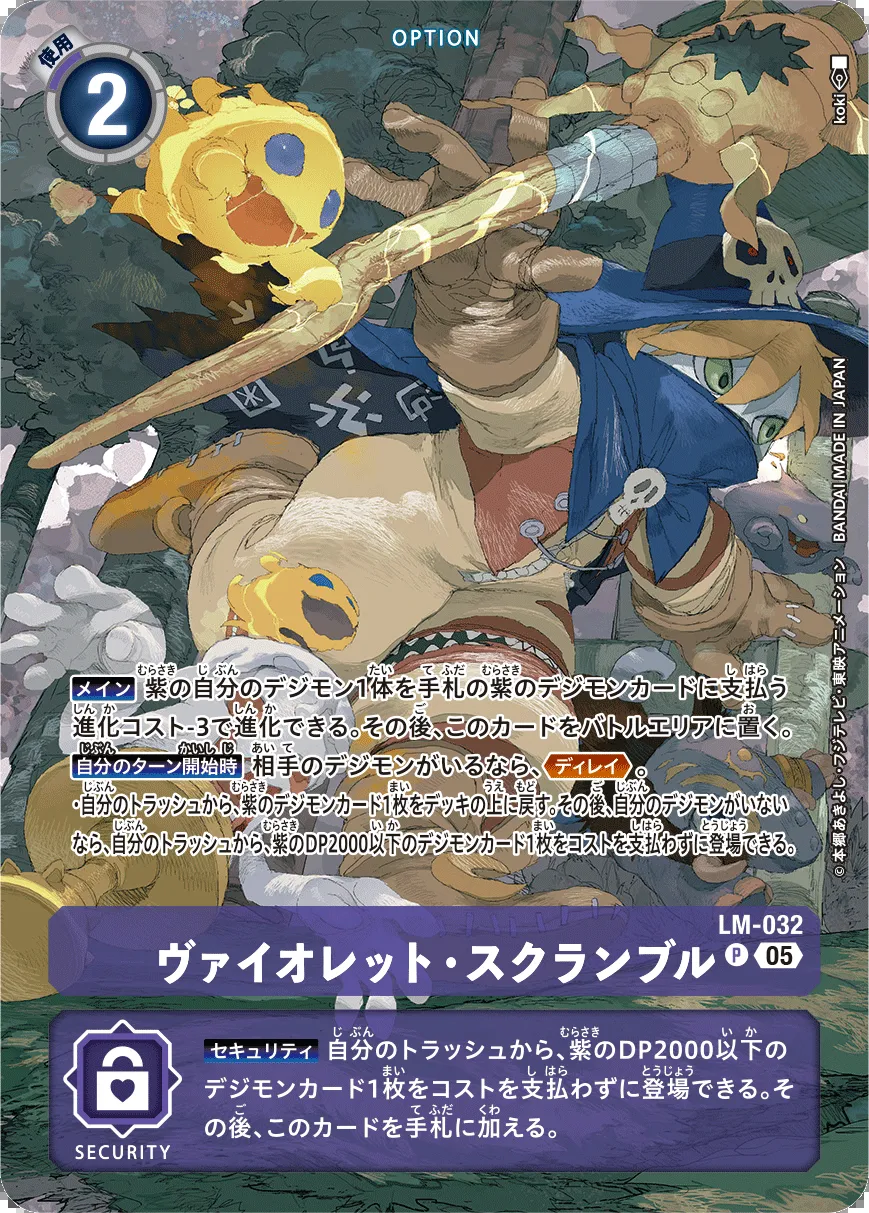 使用
2
OPTION
koki
メイン 紫の自分のデジモン1体を手札の紫のデジモンカードに支払う
進化コスト-3で進化できる。その後、このカードをバトルエリアに置く。
自分のターン開始時 相手のデジモンがいるなら、ディレイ。
・自分のトラッシュから、紫のデジモンカード1枚をデッキの上に戻す。その後、自分のデジモンがいない
なら、自分のトラッシュから、紫のDP2000以下のデジモンカード1枚をコストを支払わずに登場できる。
©本郷あきよし・フジテレビ・東映アニメーション BANDAI MADE IN JAPAN
LM-032
ヴァイオレット・スクランブル P 05
セキュリティ 自分のトラッシュから、紫のDP2000以下の
デジモンカード1枚をコストを支払わずに登場できる。そ
の後、このカードを手札に加える。
SECURITY